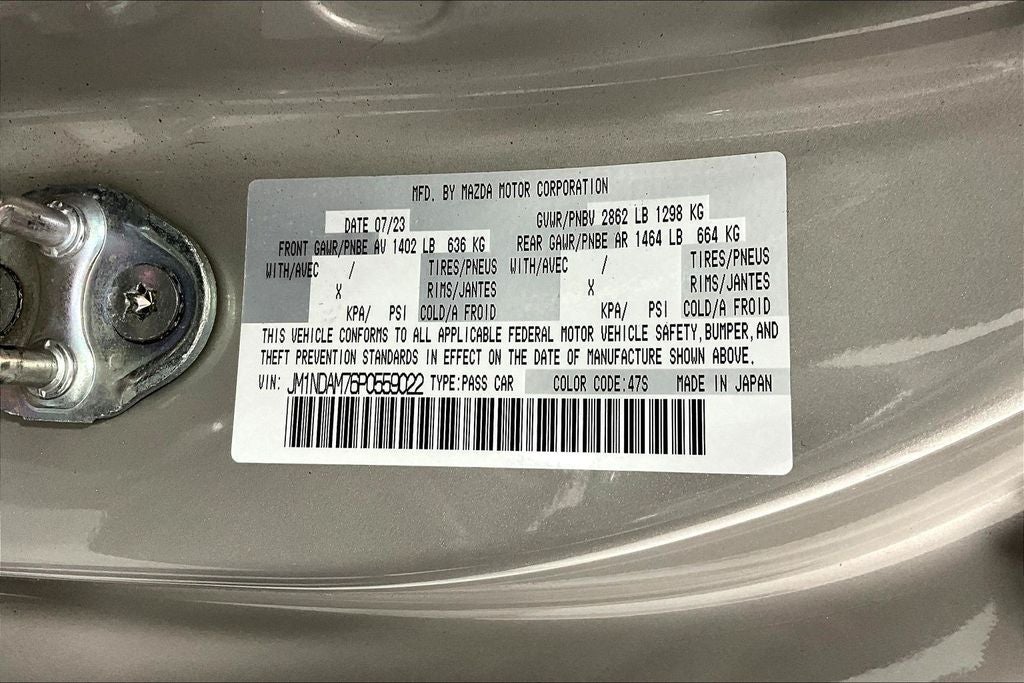 MFD. BY MAZDA MOTOR CORPORATION
DATE 07/23 GVWR/PNBV 2862 LB 1298 KG
FRONT GAWR/PNBE AV 1402 LB 636 KG REAR GAWR/PNBE AR 1464 LB 664 KG
WITH/AVEC / TIRES/PNEUS WITH/AVEC / TIRES/PNEUS
X RIMS/JANTES X RIMS/JANTES
KPA/ PSI COLD/A FROID KPA/ PSI COLD/A FROID
THIS VEHICLE CONFORMS TO ALL APPLICABLE FEDERAL MOTOR VEHICLE SAFETY,BUMPER,AND
THEFT PREVENTION STANDARDS IN EFFECT ON THE DATE OF MANUFACTURE SHOWN ABOVE.
VIN: JM1NDAM76P0559022 TYPE:PASS CAR COLOR CODE:47S MADE IN JAPAN